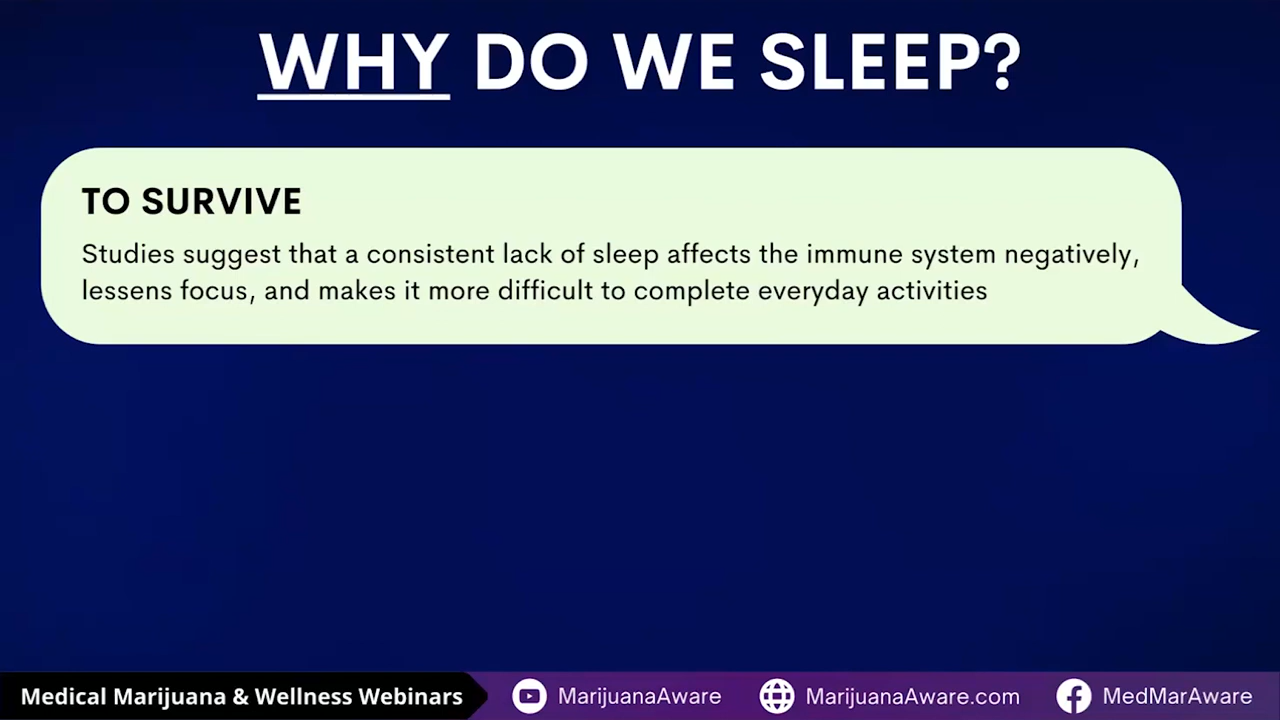 WHY DO WE SLEEP?
TO SURVIVE
Studies suggest that a consistent lack of sleep affects the immune system negatively,
lessens focus, and makes it more difficult to complete everyday activities
Medical Marijuana & Wellness Webinars
MarijuanaAware
MarijuanaAware.com
MedMarAware